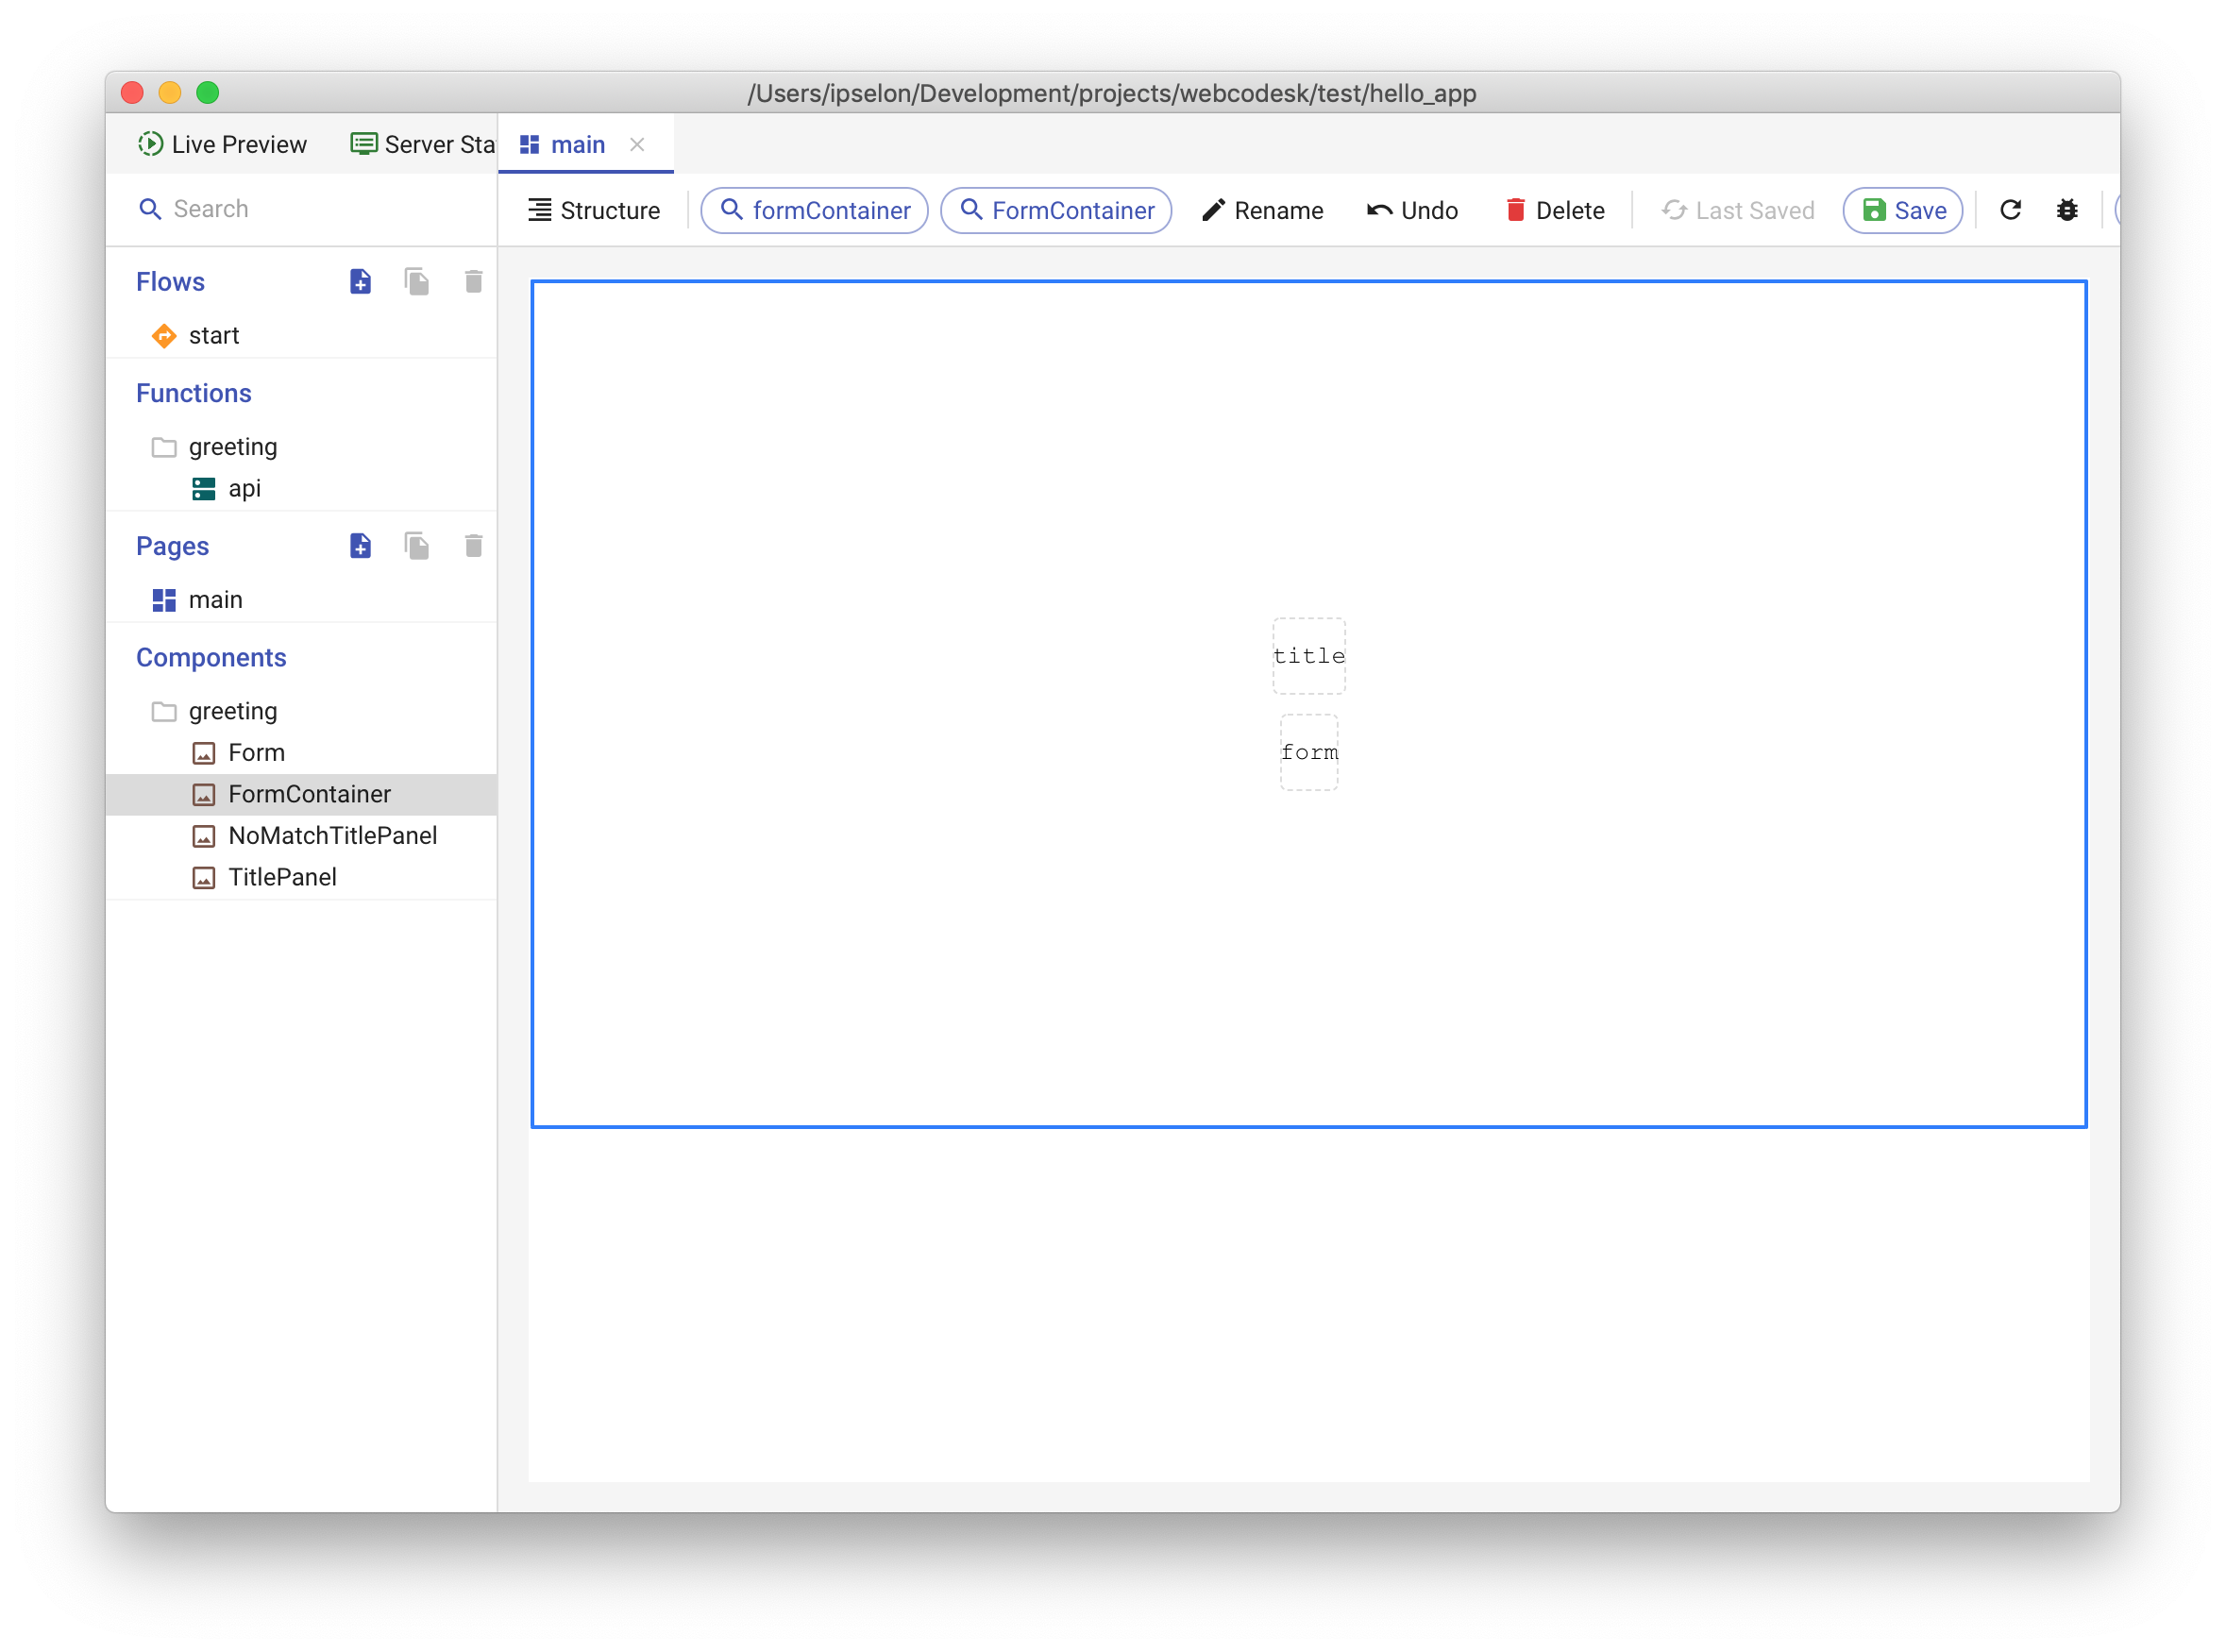 /Users/ipselon/Development/projects/webcodesk/test/hello_app
Live Preview Server Sta main
Search
Structure formContainer FormContainer Rename Undo Delete Last Saved Save
Flows
start
Functions
greeting
api
Pages
main
Components
greeting
Form
FormContainer
NoMatchTitlePanel
TitlePanel
title
form